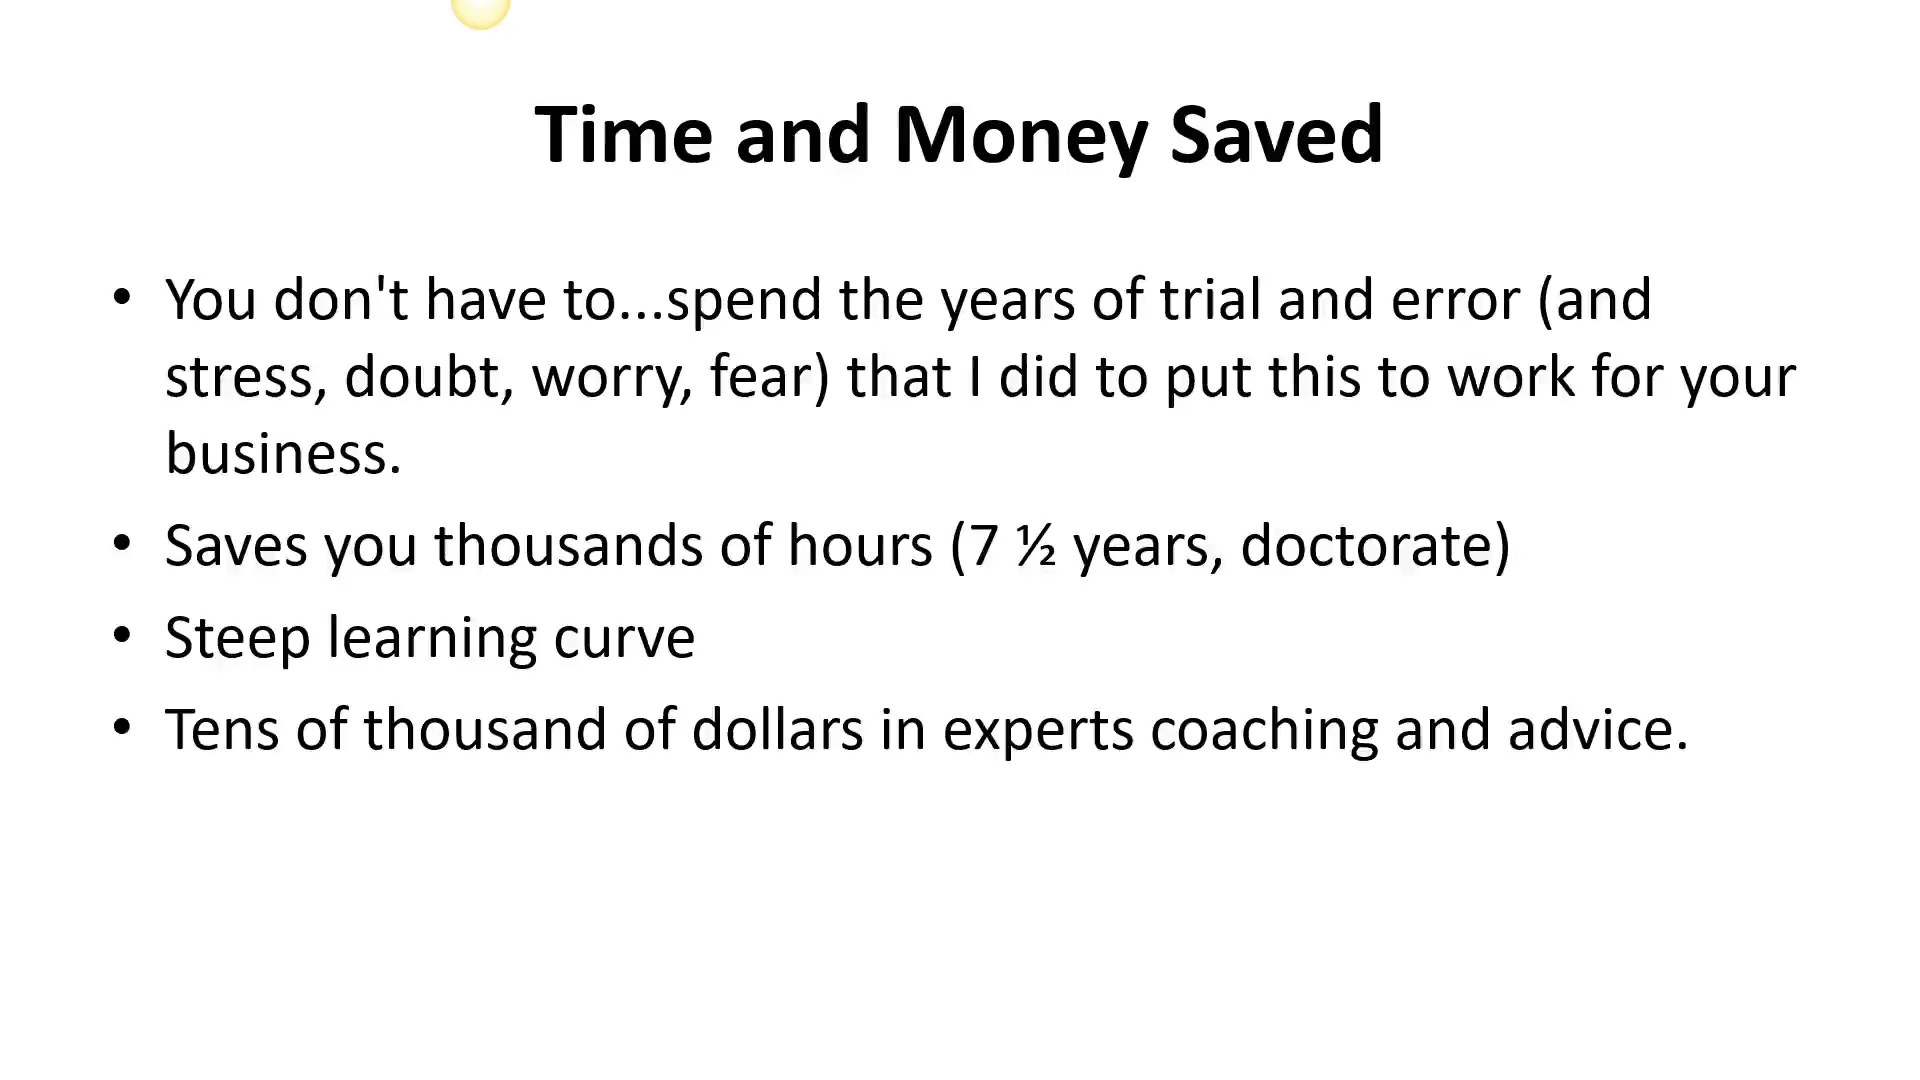 Time and Money Saved
• You don't have to...spend the years of trial and error (and
stress, doubt, worry, fear) that I did to put this to work for your
business.
• Saves you thousands of hours (7 ½ years, doctorate)
• Steep learning curve
• Tens of thousand of dollars in experts coaching and advice.